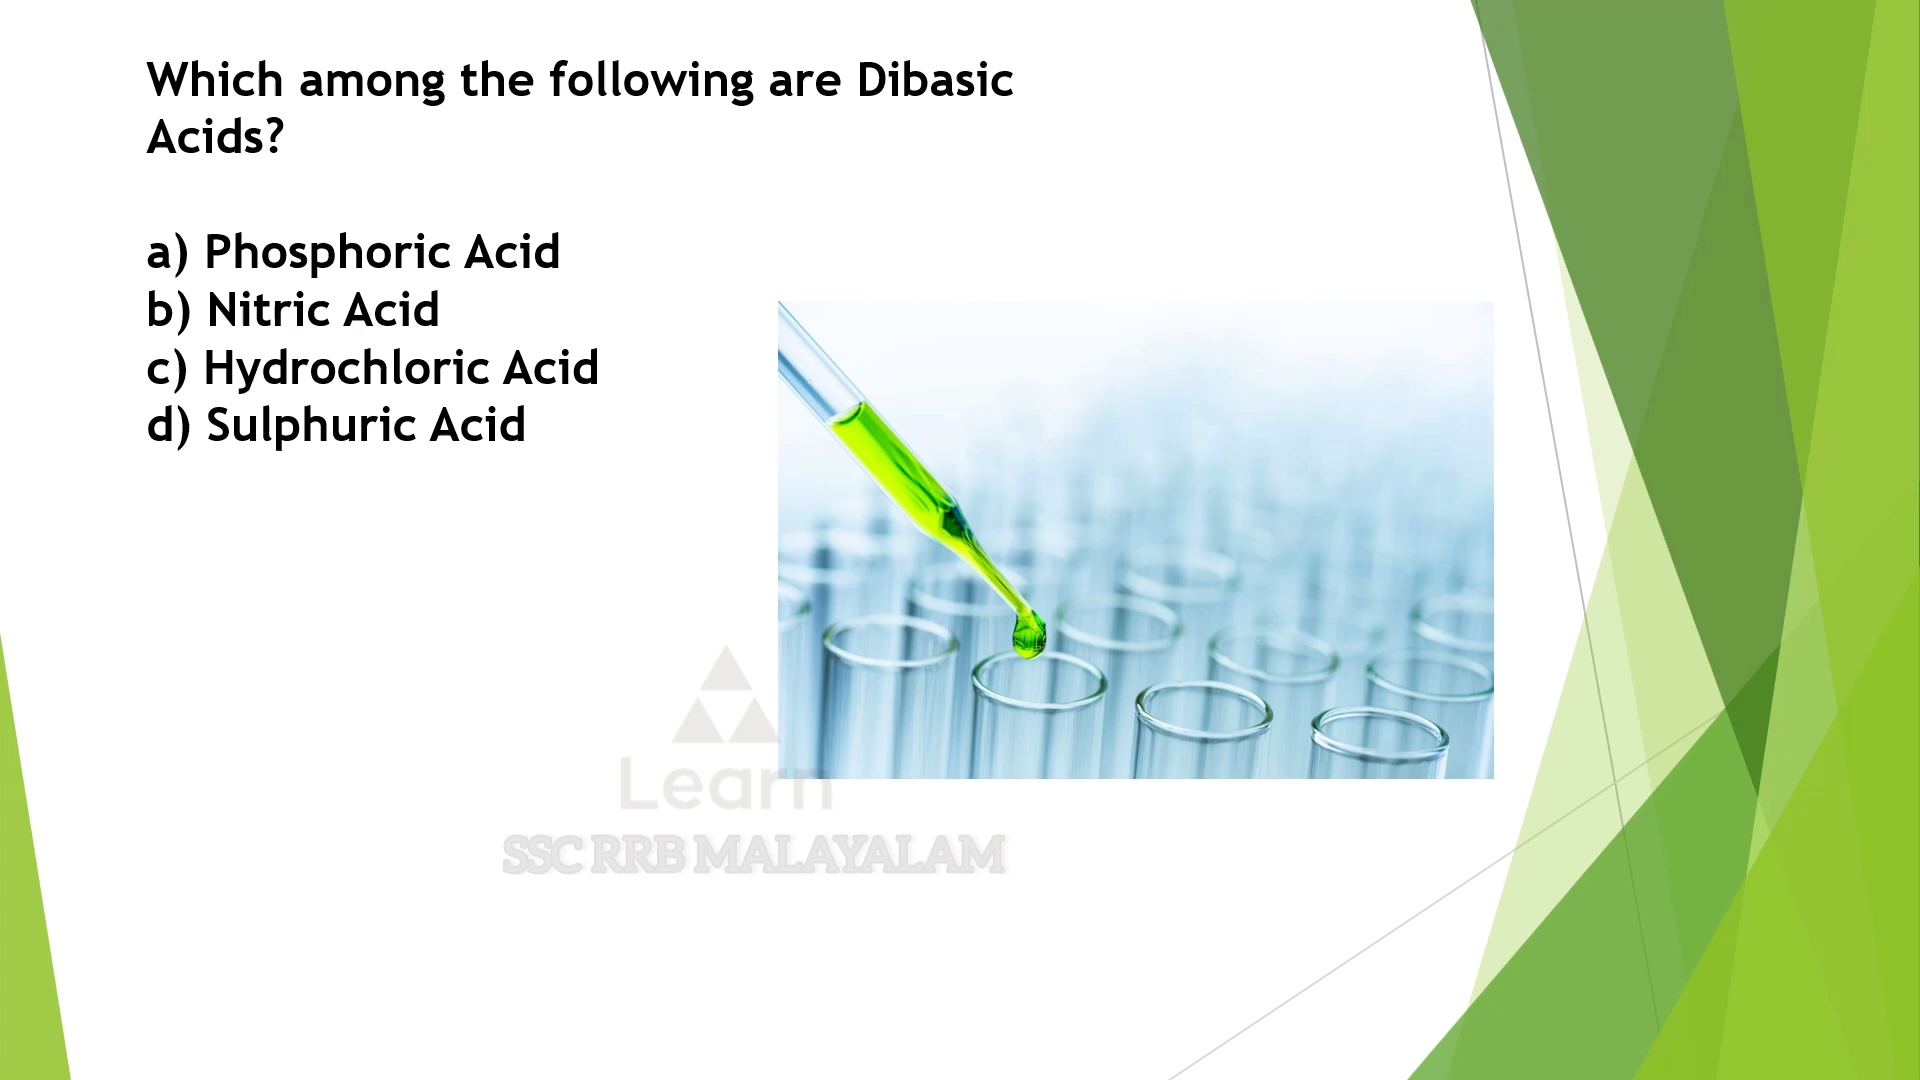 Which among the following are Dibasic
Acids?
a) Phosphoric Acid
b) Nitric Acid
c) Hydrochloric Acid
d) Sulphuric Acid
Learn
SSC RRB MALAYALAM